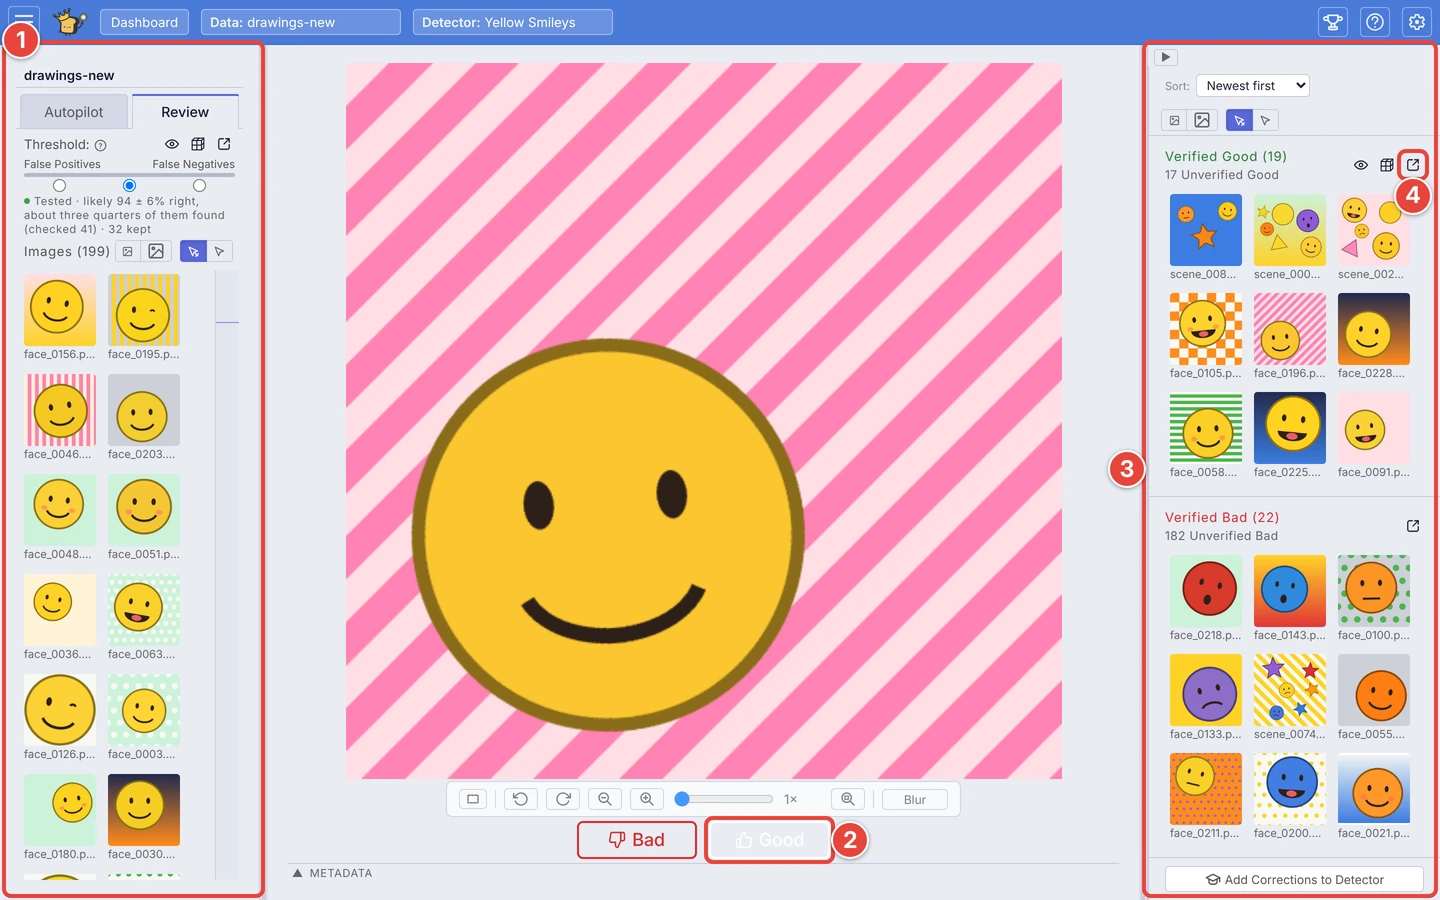 Dashboard
Data: drawings-new
Detector: Yellow Smileys
1
drawings-new
Autopilot
Review
Threshold: ?
False Positives
False Negatives
Tested · likely 94 ± 6% right,
about three quarters of them found
(checked 41) · 32 kept
Images (199)
face_0156.p...
face_0195.p...
face_0046....
face_0203....
face_0048....
face_0051.p...
face_0036....
face_0063....
face_0126.p...
face_0003....
face_0180.p...
face_0030....
1×
Blur
Bad
Good
2
METADATA
3
Sort:
Newest first
Verified Good (19)
17 Unverified Good
4
scene_008...
scene_000...
scene_002...
face_0105.p...
face_0196.p...
face_0228....
face_0058....
face_0225....
face_0091.p...
Verified Bad (22)
182 Unverified Bad
face_0218.p...
face_0143.p...
face_0100.p...
face_0133.p...
scene_0074...
face_0055....
face_0211.p...
face_0200....
face_0021.p...
Add Corrections to Detector